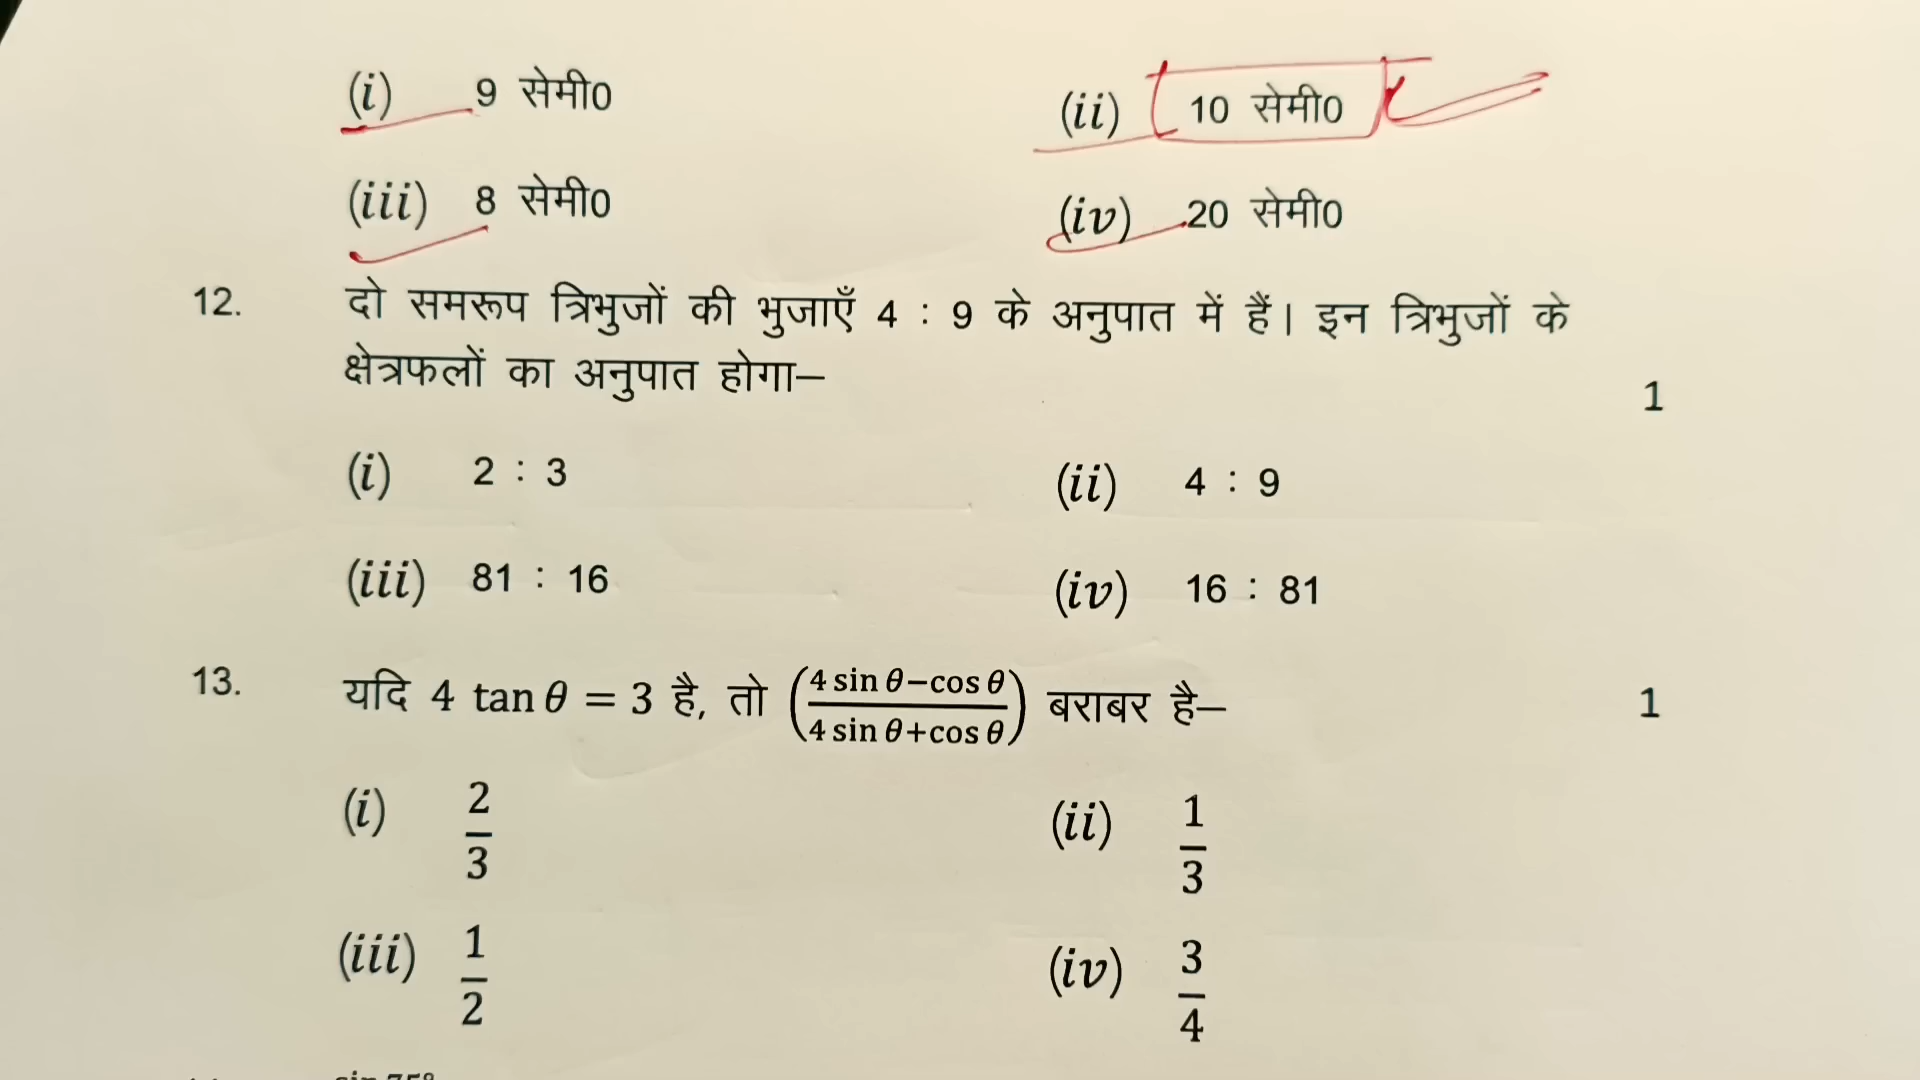 (i) 9 सेमी0 (ii) 10 सेमी0
(iii) 8 सेमी0 (iv) 20 सेमी0
12. दो समरूप त्रिभुजों की भुजाएँ 4 : 9 के अनुपात में हैं। इन त्रिभुजों के
क्षेत्रफलों का अनुपात होगा– 1
(i) 2 : 3 (ii) 4 : 9
(iii) 81 : 16 (iv) 16 : 81
13. यदि 4 tan θ = 3 है, तो (4 sin θ−cos θ / 4 sin θ+cos θ) बराबर है– 1
(i) 2/3 (ii) 1/3
(iii) 1/2 (iv) 3/4